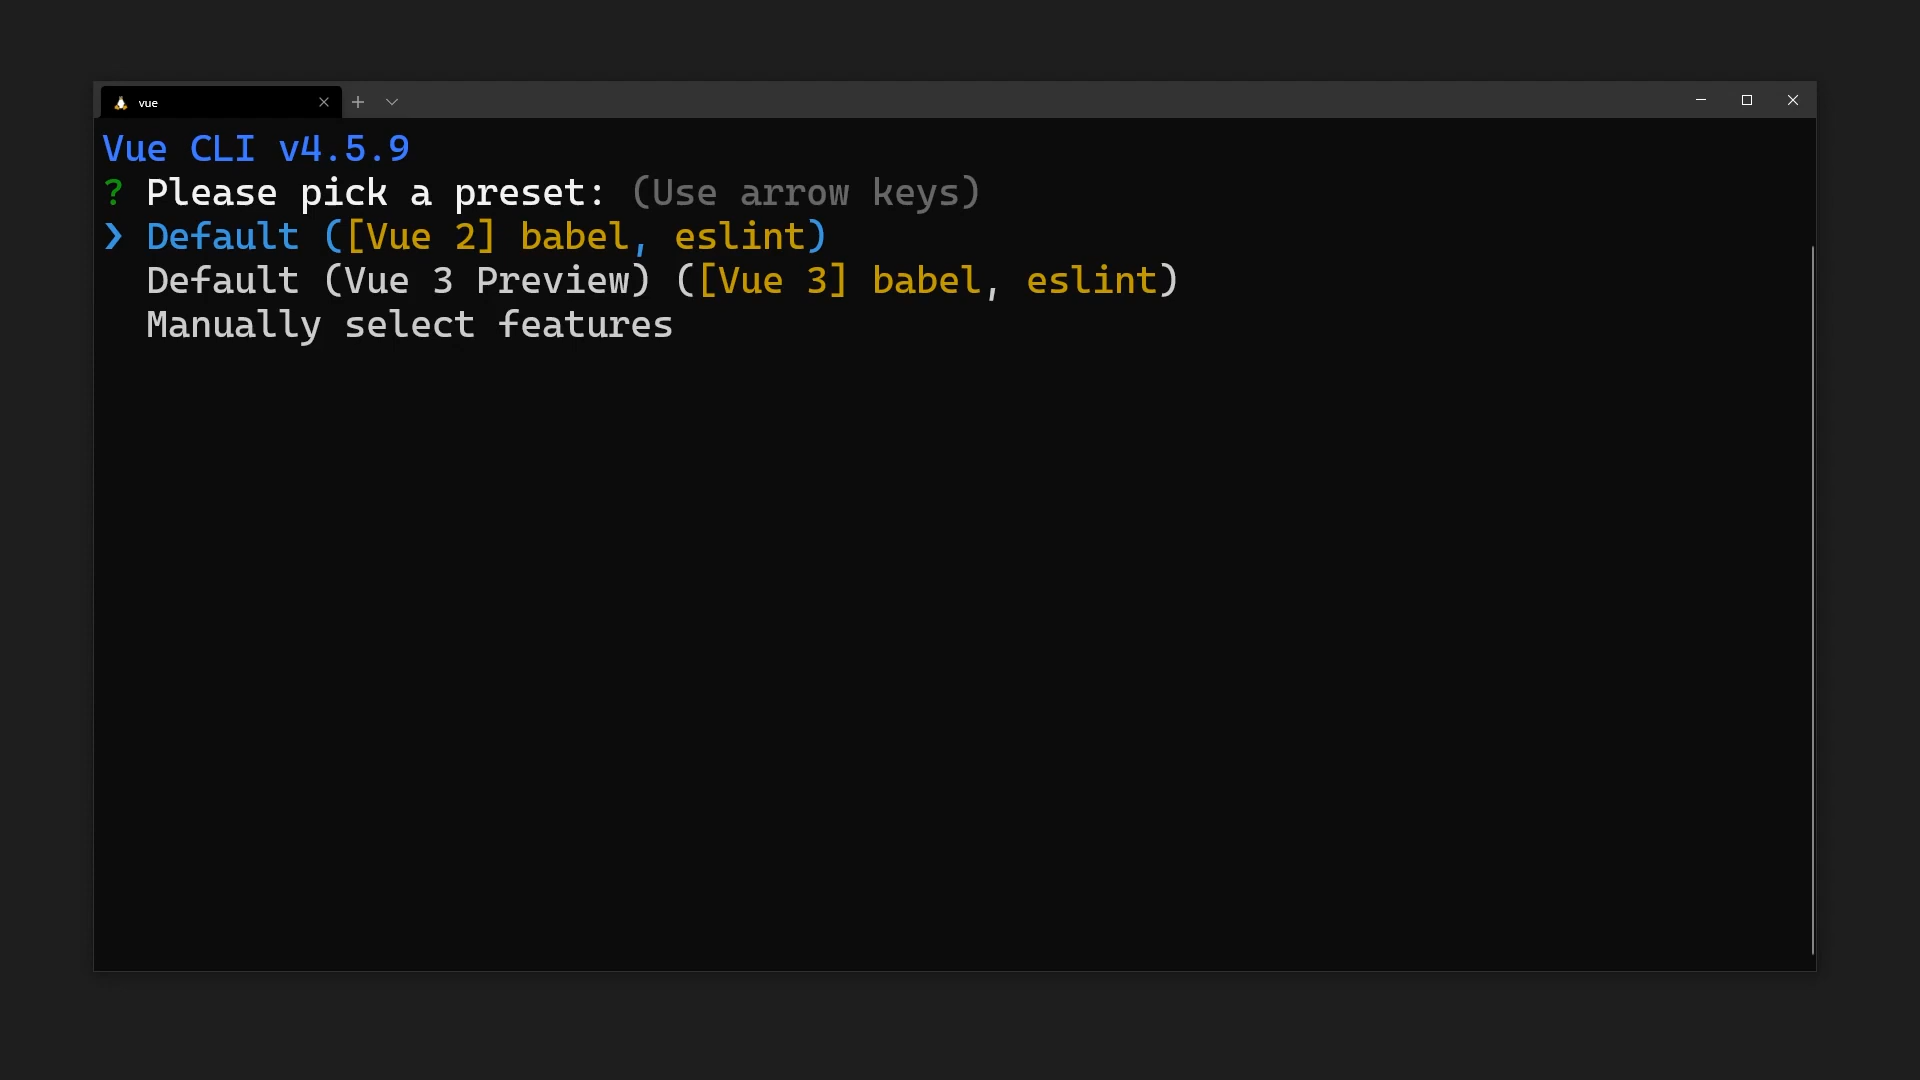 vue
Vue CLI v4.5.9
? Please pick a preset: (Use arrow keys)
❯ Default ([Vue 2] babel, eslint)
Default (Vue 3 Preview) ([Vue 3] babel, eslint)
Manually select features